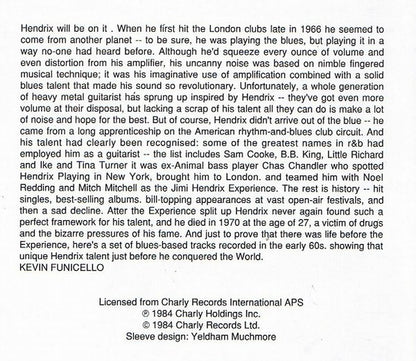 Hendrix will be on it . When he first hit the London clubs late in 1966 he seemed to
come from another planet -- to be sure, he was playing the blues, but playing it in a
way no-one had heard before. Although he'd squeeze every ounce of volume and
even distortion from his amplifier, his uncanny noise was based on nimble fingered
musical technique; it was his imaginative use of amplification combined with a solid
blues talent that made his sound so revolutionary. Unfortunately, a whole generation
of heavy metal guitarist has sprung up inspired by Hendrix -- they've got even more
volume at their disposal, but lacking a scrap of his talent all they can do is make a lot
of noise and hope for the best. But of course, Hendrix didn't arrive out of the blue -- he
came from a long apprenticeship on the American rhythm-and-blues club circuit. And
his talent had clearly been recognised: some of the greatest names in r&b had
employed him as a guitarist -- the list includes Sam Cooke, B.B. King, Little Richard
and Ike and Tina Turner it was ex-Animal bass player Chas Chandler who spotted
Hendrix Playing in New York, brought him to London. and teamed him with Noel
Redding and Mitch Mitchell as the Jimi Hendrix Experience. The rest is history -- hit
singles, best-selling albums. bill-topping appearances at vast open-air festivals, and
then a sad decline. Atter the Experience split up Hendrix never again found such a
perfect framework for his talent, and he died in 1970 at the age of 27, a victim of drugs
and the bizarre pressures of his fame. And just to prove that there was life before the
Experience, here's a set of blues-based tracks recorded in the early 60s. showing that
unique Hendrix talent just before he conquered the World.
KEVIN FUNICELLO
Licensed from Charly Records International APS
℗ 1984 Charly Holdings Inc.
© 1984 Charly Records Ltd.
Sleeve design: Yeldham Muchmore